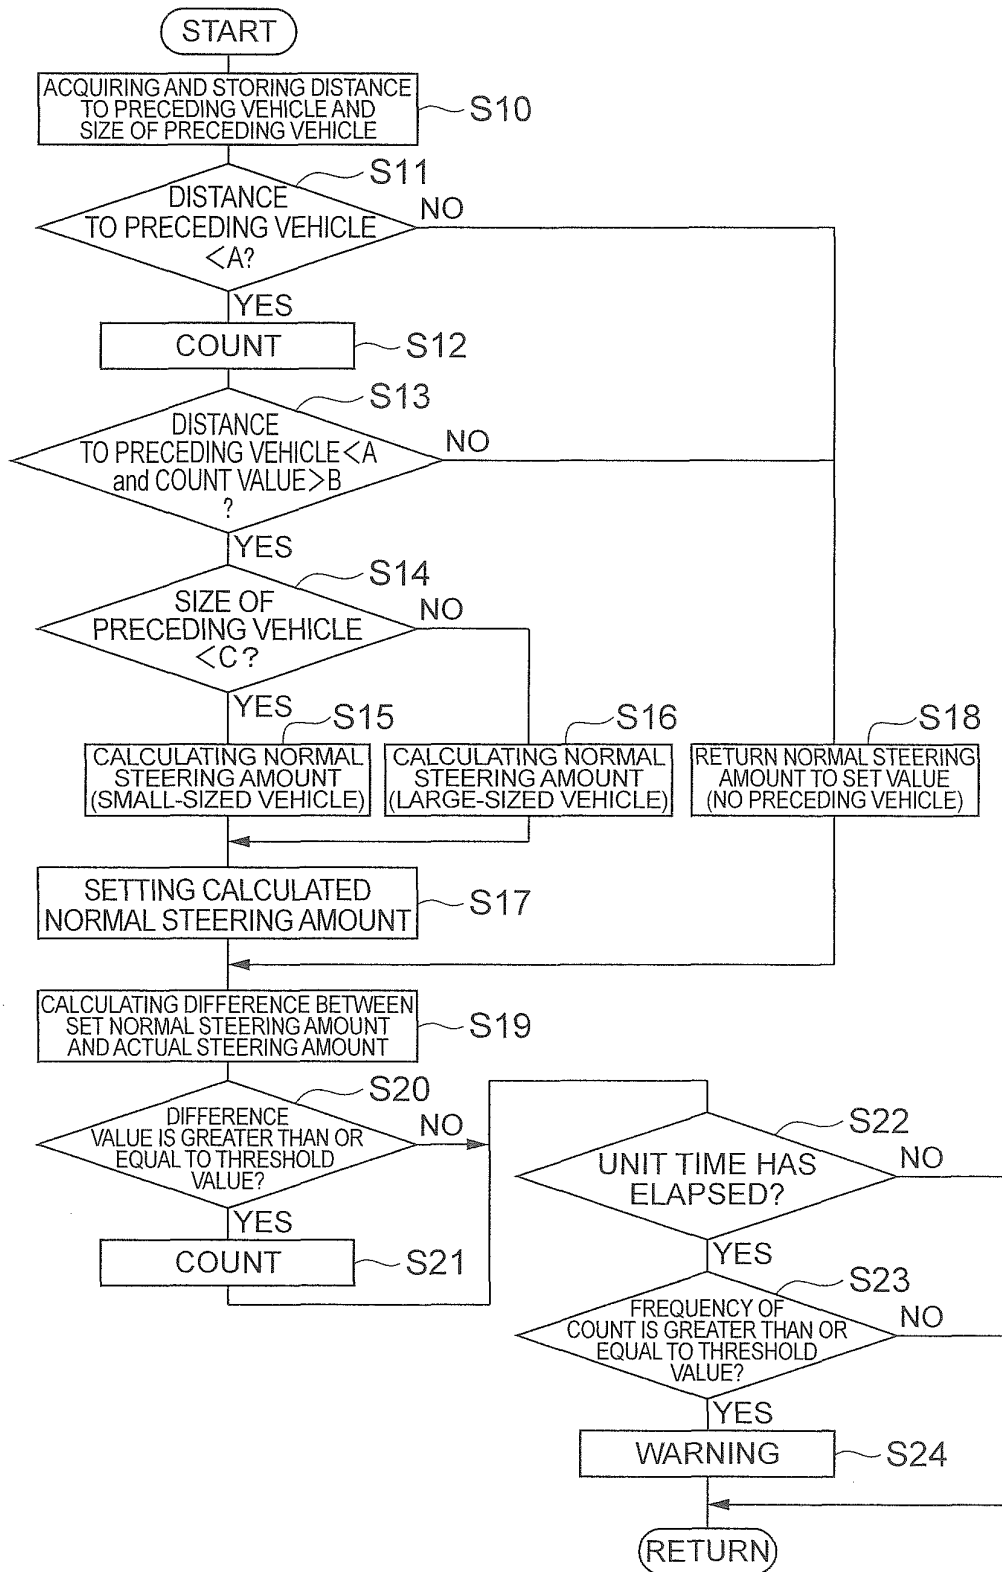 START
ACQUIRING AND STORING DISTANCE
TO PRECEDING VEHICLE AND
SIZE OF PRECEDING VEHICLE
S10
S11
DISTANCE
TO PRECEDING VEHICLE
<A?
NO
YES
COUNT
S12
S13
DISTANCE
TO PRECEDING VEHICLE<A
and COUNT VALUE>B
?
NO
YES
S14
SIZE OF
PRECEDING VEHICLE
<C?
NO
YES
S15
CALCULATING NORMAL
STEERING AMOUNT
(SMALL-SIZED VEHICLE)
S16
CALCULATING NORMAL
STEERING AMOUNT
(LARGE-SIZED VEHICLE)
S18
RETURN NORMAL STEERING
AMOUNT TO SET VALUE
(NO PRECEDING VEHICLE)
SETTING CALCULATED
NORMAL STEERING AMOUNT
S17
CALCULATING DIFFERENCE BETWEEN
SET NORMAL STEERING AMOUNT
AND ACTUAL STEERING AMOUNT
S19
S20
DIFFERENCE
VALUE IS GREATER THAN OR
EQUAL TO THRESHOLD
VALUE?
NO
YES
COUNT
S21
S22
UNIT TIME HAS
ELAPSED?
NO
YES
S23
FREQUENCY OF
COUNT IS GREATER THAN OR
EQUAL TO THRESHOLD
VALUE?
NO
YES
WARNING
S24
RETURN